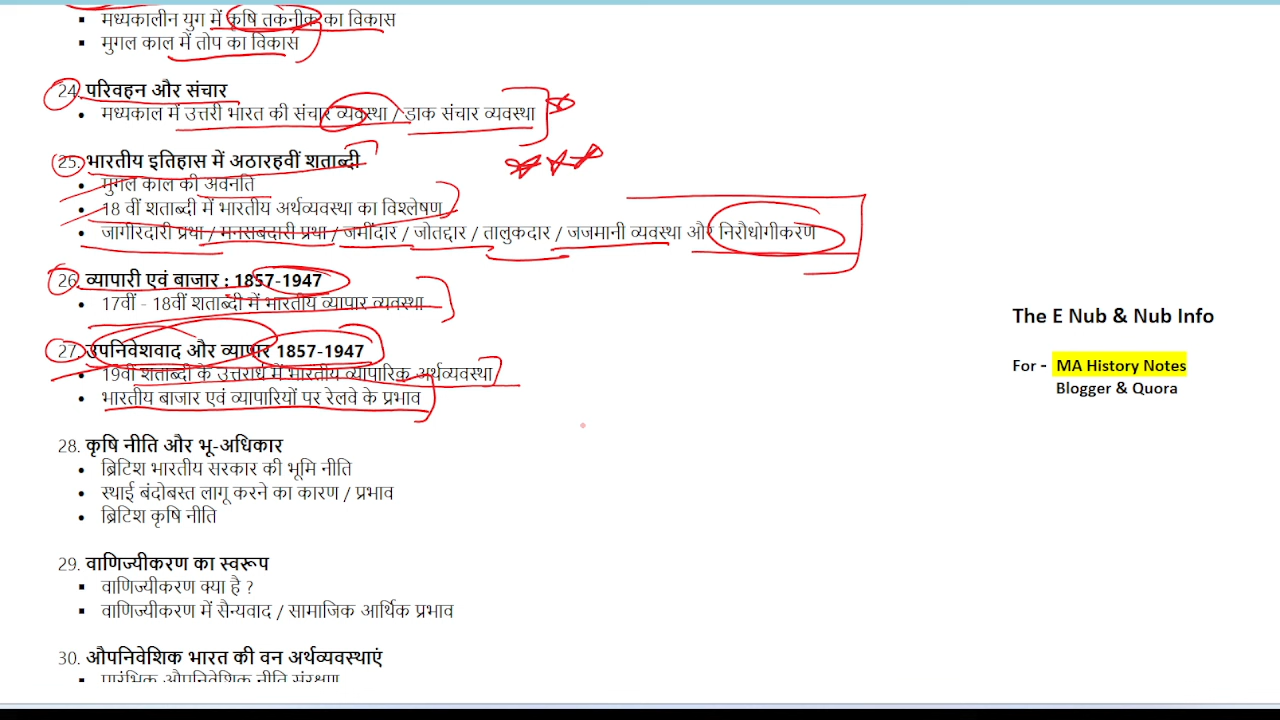 ▪ मध्यकालीन युग में कृषि तकनीक का विकास
▪ मुगल काल में तोप का विकास
24. परिवहन और संचार
• मध्यकाल में उत्तरी भारत की संचार व्यवस्था / डाक संचार व्यवस्था
25. भारतीय इतिहास में अठारहवीं शताब्दी
• मुगल काल की अवनति
• 18 वीं शताब्दी में भारतीय अर्थव्यवस्था का विश्लेषण
• जागीरदारी प्रथा / मनसबदारी प्रथा / जमींदार / जोतद्दार / तालुकदार / जजमानी व्यवस्था और निरौधोगीकरण
26. व्यापारी एवं बाजार : 1857-1947
• 17वीं - 18वीं शताब्दी में भारतीय व्यापार व्यवस्था
27. उपनिवेशवाद और व्यापार 1857-1947
• 19वीं शताब्दी के उत्तरार्ध में भारतीय व्यापारिक अर्थव्यवस्था
• भारतीय बाजार एवं व्यापारियों पर रेलवे के प्रभाव
28. कृषि नीति और भू-अधिकार
• ब्रिटिश भारतीय सरकार की भूमि नीति
• स्थाई बंदोबस्त लागू करने का कारण / प्रभाव
• ब्रिटिश कृषि नीति
29. वाणिज्यीकरण का स्वरूप
▪ वाणिज्यीकरण क्या है ?
▪ वाणिज्यीकरण में सैन्यवाद / सामाजिक आर्थिक प्रभाव
30. औपनिवेशिक भारत की वन अर्थव्यवस्थाएं
▪ प्रारंभिक औपनिवेशिक नीति संरक्षण
The E Nub & Nub Info
For - MA History Notes
Blogger & Quora